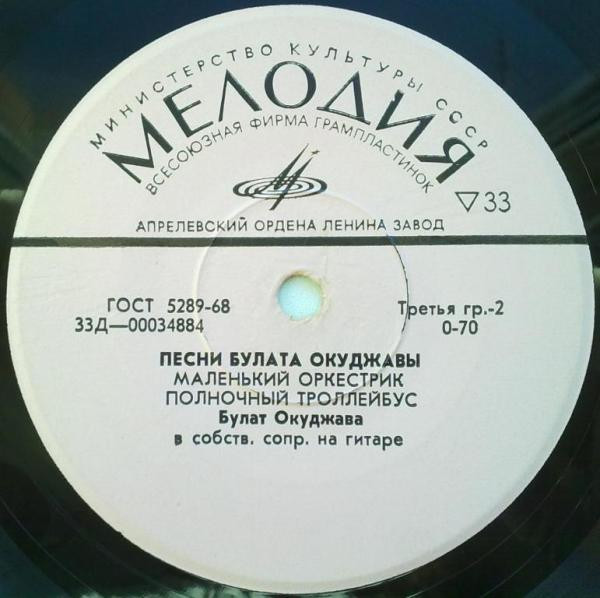 МИНИСТЕРСТВО КУЛЬТУРЫ СССР
МЕЛОДИЯ
ВСЕСОЮЗНАЯ ФИРМА ГРАМПЛАСТИНОК
33
АПРЕЛЕВСКИЙ ОРДЕНА ЛЕНИНА ЗАВОД
ГОСТ 5289-68
Третья гр.-2
33Д—00034884
0-70
ПЕСНИ БУЛАТА ОКУДЖАВЫ
МАЛЕНЬКИЙ ОРКЕСТРИК
ПОЛНОЧНЫЙ ТРОЛЛЕЙБУС
Булат Окуджава
в собств. сопр. на гитаре